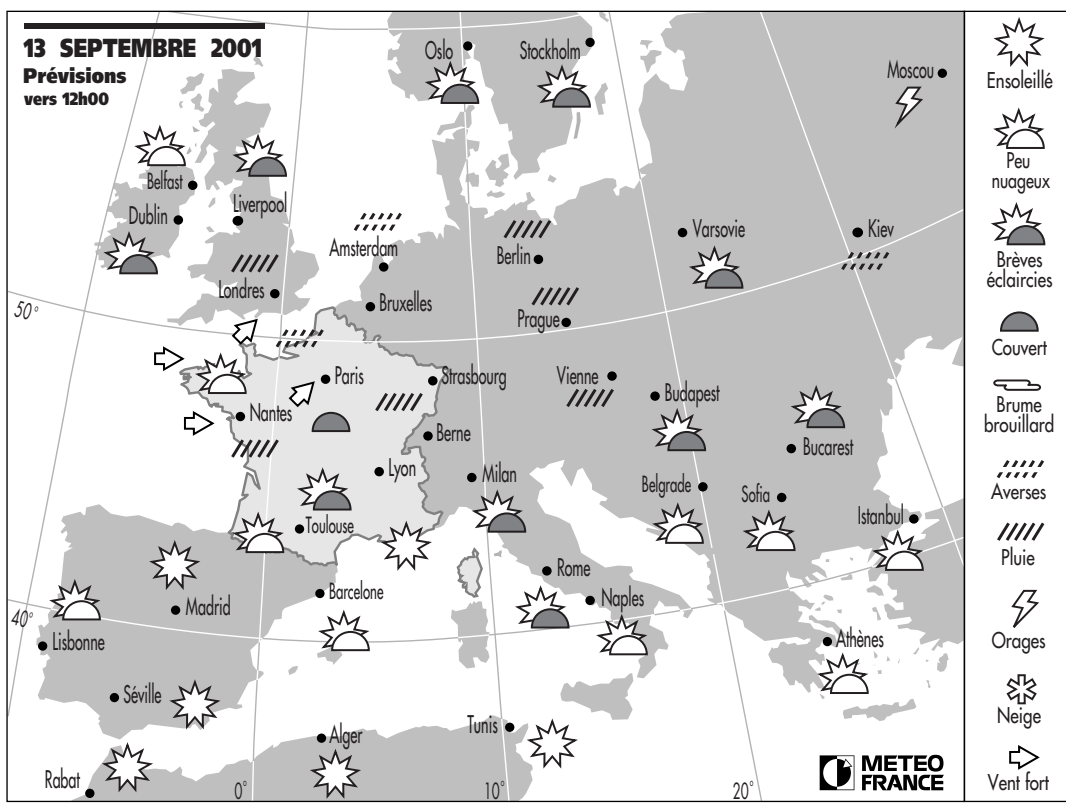 13 SEPTEMBRE 2001
Prévisions
vers 12h00
Oslo
Stockholm
Moscou
Belfast
Dublin
Liverpool
Amsterdam
Berlin
Varsovie
Kiev
Londres
Bruxelles
Prague
50°
Paris
Strasbourg
Vienne
Budapest
Nantes
Berne
Bucarest
Lyon
Milan
Belgrade
Sofia
Istanbul
Toulouse
Rome
Barcelone
Naples
Madrid
40°
Lisbonne
Athènes
Séville
Tunis
Alger
Rabat
0°
10°
20°
METEO
FRANCE
Ensoleillé
Peu
nuageux
Brèves
éclaircies
Couvert
Brume
brouillard
Averses
Pluie
Orages
Neige
Vent fort